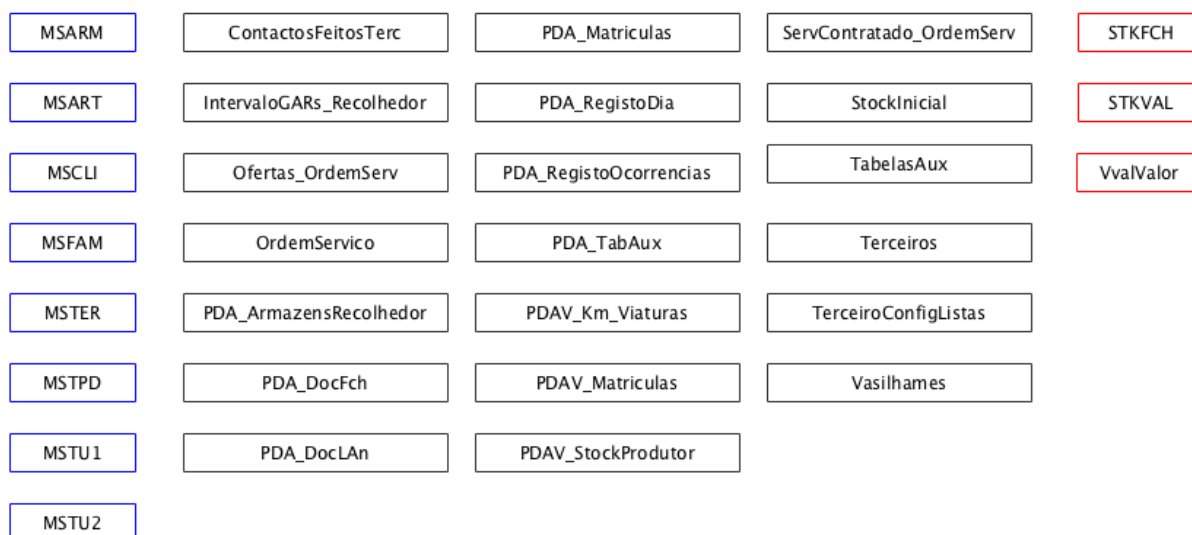 MSARM
ContactosFeitosTerc
PDA_Matriculas
ServContratado_OrdemServ
STKFCH
MSART
IntervaloGARs_Recolhedor
PDA_RegistoDia
StockInicial
STKVAL
MSCLI
Ofertas_OrdemServ
PDA_RegistoOcorrencias
TabelasAux
VvalValor
MSFAM
OrdemServico
PDA_TabAux
Terceiros
MSTER
PDA_ArmazensRecolhedor
PDAV_Km_Viaturas
TerceiroConfigListas
MSTPD
PDA_DocFch
PDAV_Matriculas
Vasilhames
MSTU1
PDA_DocLAn
PDAV_StockProdutor
MSTU2